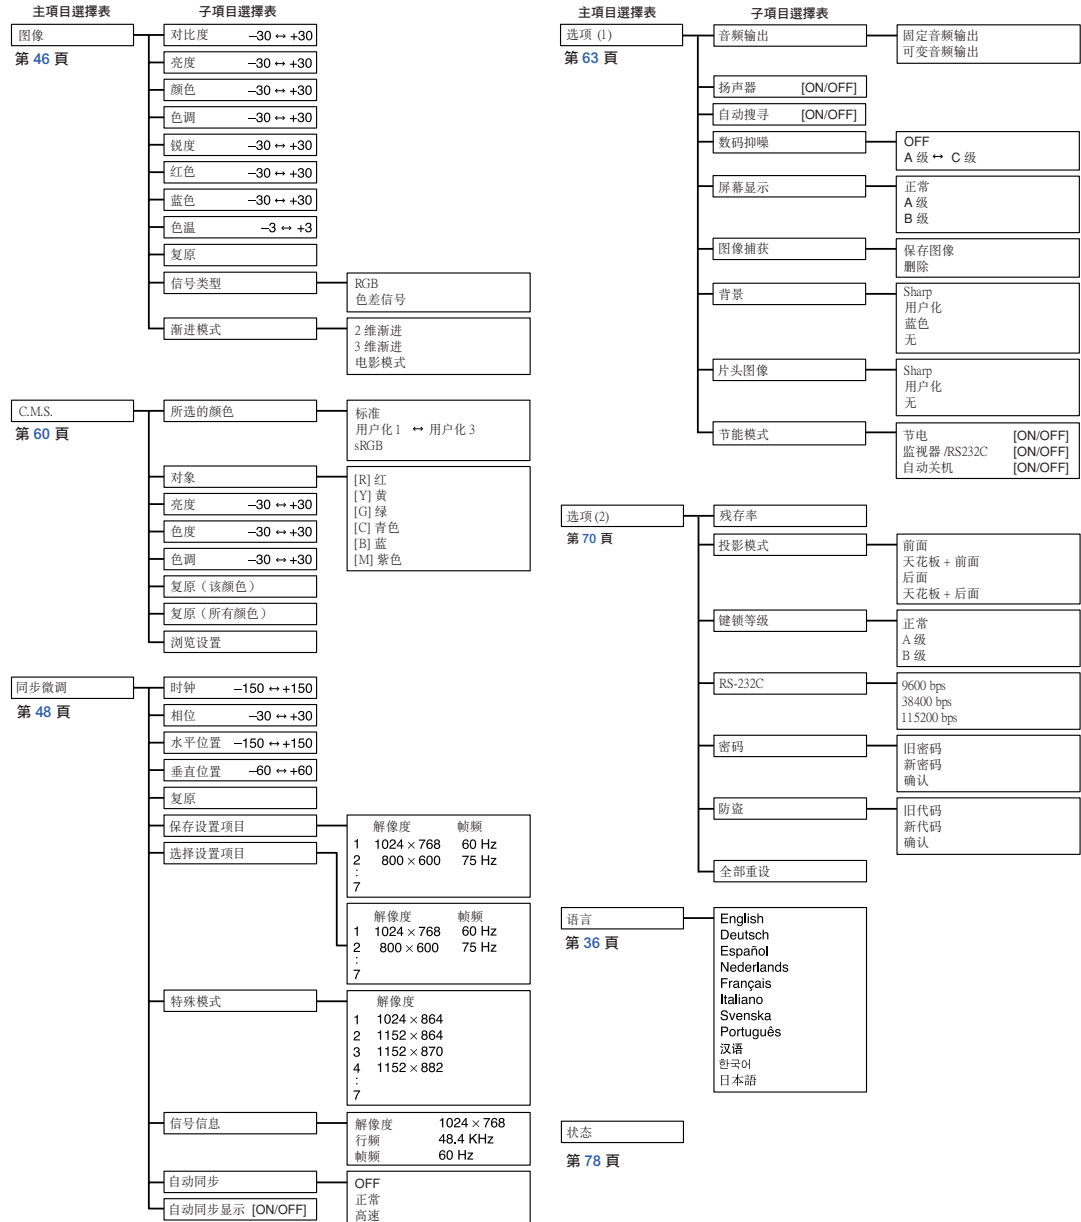 主項目選擇表
子項目選擇表
图像
第 46 頁
对比度 –30 ↔ +30
亮度 –30 ↔ +30
颜色 –30 ↔ +30
色调 –30 ↔ +30
锐度 –30 ↔ +30
红色 –30 ↔ +30
蓝色 –30 ↔ +30
色温 –3 ↔ +3
复原
信号类型
RGB
色差信号
渐进模式
2 维渐进
3 维渐进
电影模式
C.M.S.
第 60 頁
所选的颜色
标准
用户化 1 ↔ 用户化 3
sRGB
对象
[R] 红
[Y] 黄
[G] 绿
[C] 青色
[B] 蓝
[M] 紫色
亮度 –30 ↔ +30
色度 –30 ↔ +30
色调 –30 ↔ +30
复原（该颜色）
复原（所有颜色）
浏览设置
同步微调
第 48 頁
时钟 –150 ↔ +150
相位 –30 ↔ +30
水平位置 –150 ↔ +150
垂直位置 –60 ↔ +60
复原
保存设置项目
解像度 帧频
1 1024 × 768 60 Hz
2 800 × 600 75 Hz
:
7
选择设置项目
解像度 帧频
1 1024 × 768 60 Hz
2 800 × 600 75 Hz
:
7
特殊模式
解像度
1 1024 × 864
2 1152 × 864
3 1152 × 870
4 1152 × 882
:
7
信号信息
解像度 1024 × 768
行频 48.4 KHz
帧频 60 Hz
自动同步
OFF
正常
高速
自动同步显示 [ON/OFF]
主項目選擇表
子項目選擇表
选项 (1)
第 63 頁
音频输出
固定音频输出
可变音频输出
扬声器 [ON/OFF]
自动搜寻 [ON/OFF]
数码抑噪
OFF
A 级 ↔ C 级
屏幕显示
正常
A 级
B 级
图像捕获
保存图像
删除
背景
Sharp
用户化
蓝色
无
片头图像
Sharp
用户化
无
节能模式
节电 [ON/OFF]
监视器 /RS232C [ON/OFF]
自动关机 [ON/OFF]
选项 (2)
第 70 頁
残存率
投影模式
前面
天花板 + 前面
后面
天花板 + 后面
键锁等级
正常
A 级
B 级
RS-232C
9600 bps
38400 bps
115200 bps
密码
旧密码
新密码
确认
防盗
旧代码
新代码
确认
全部重设
语言
第 36 頁
English
Deutsch
Español
Nederlands
Français
Italiano
Svenska
Português
汉语
한국어
日本語
状态
第 78 頁